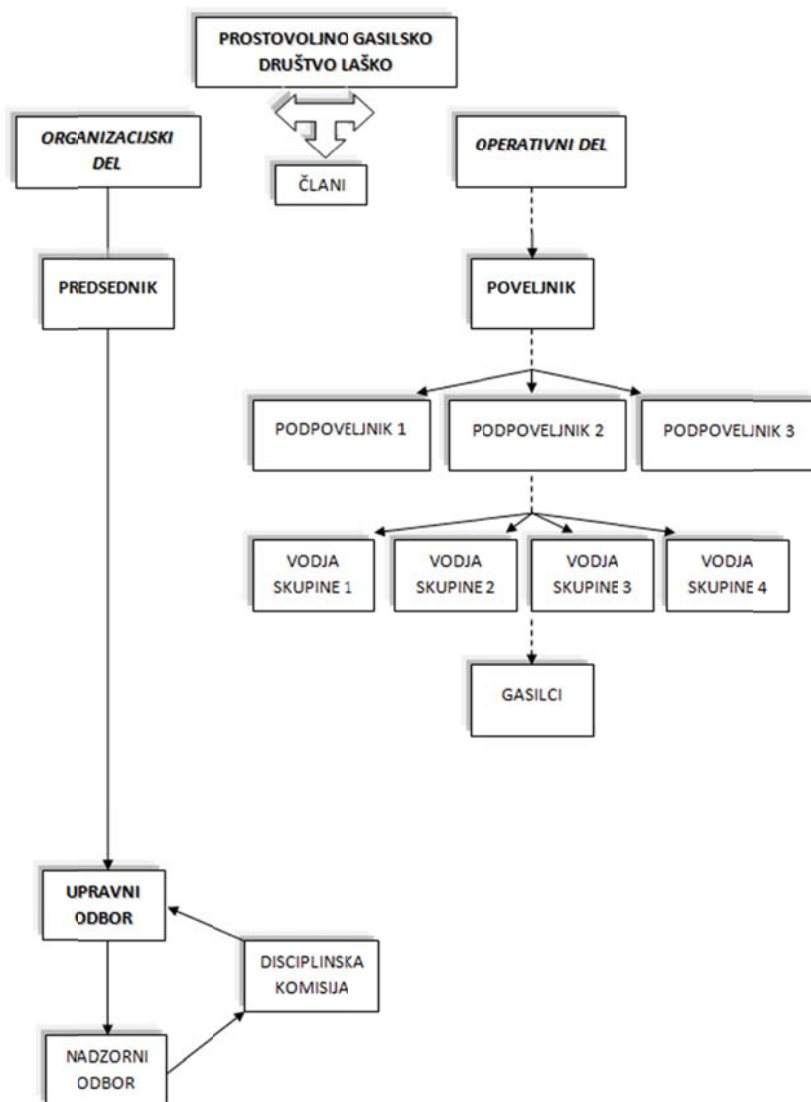 PROSTOVOLJNO GASILSKO
DRUŠTVO LAŠKO
ORGANIZACIJSKI
DEL
ČLANI
OPERATIVNI DEL
PREDSEDNIK
POVELJNIK
PODPOVELJNIK 1
PODPOVELJNIK 2
PODPOVELJNIK 3
VODJA
SKUPINE 1
VODJA
SKUPINE 2
VODJA
SKUPINE 3
VODJA
SKUPINE 4
GASILCI
UPRAVNI
ODBOR
DISCIPLINSKA
KOMISIJA
NADZORNI
ODBOR